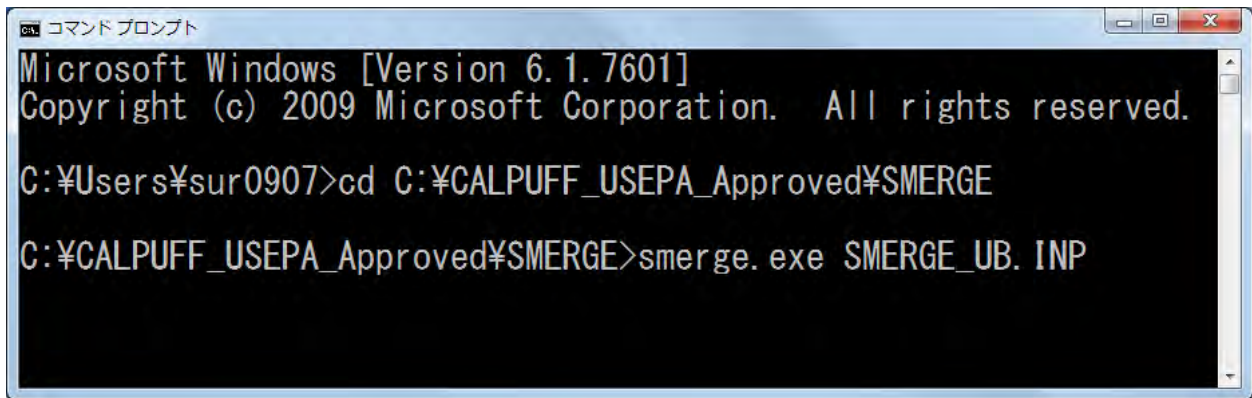 コマンド プロンプト
Microsoft Windows [Version 6.1.7601]
Copyright (c) 2009 Microsoft Corporation.  All rights reserved.
C:¥Users¥sur0907>cd C:¥CALPUFF_USEPA_Approved¥SMERGE
C:¥CALPUFF_USEPA_Approved¥SMERGE>smerge.exe SMERGE_UB.INP